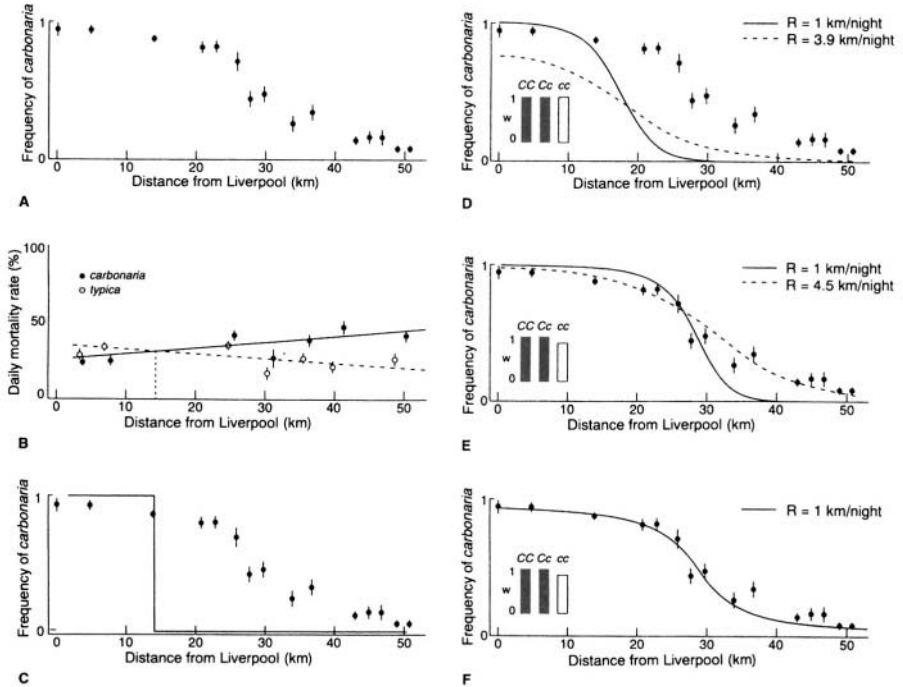 Frequency of carbonaria
1
0
0
10
20
30
40
50
Distance from Liverpool (km)
A
Daily mortality rate (%)
100
50
0
carbonaria
typica
0
10
20
30
40
50
Distance from Liverpool (km)
B
Frequency of carbonaria
1
0
0
10
20
30
40
50
Distance from Liverpool (km)
C
Frequency of carbonaria
1
0
R = 1 km/night
R = 3.9 km/night
CC Cc cc
1
w
0
0
10
20
30
40
50
Distance from Liverpool (km)
D
Frequency of carbonaria
1
0
R = 1 km/night
R = 4.5 km/night
CC Cc cc
1
w
0
0
10
20
30
40
50
Distance from Liverpool (km)
E
Frequency of carbonaria
1
0
R = 1 km/night
CC Cc cc
1
w
0
0
10
20
30
40
50
Distance from Liverpool (km)
F